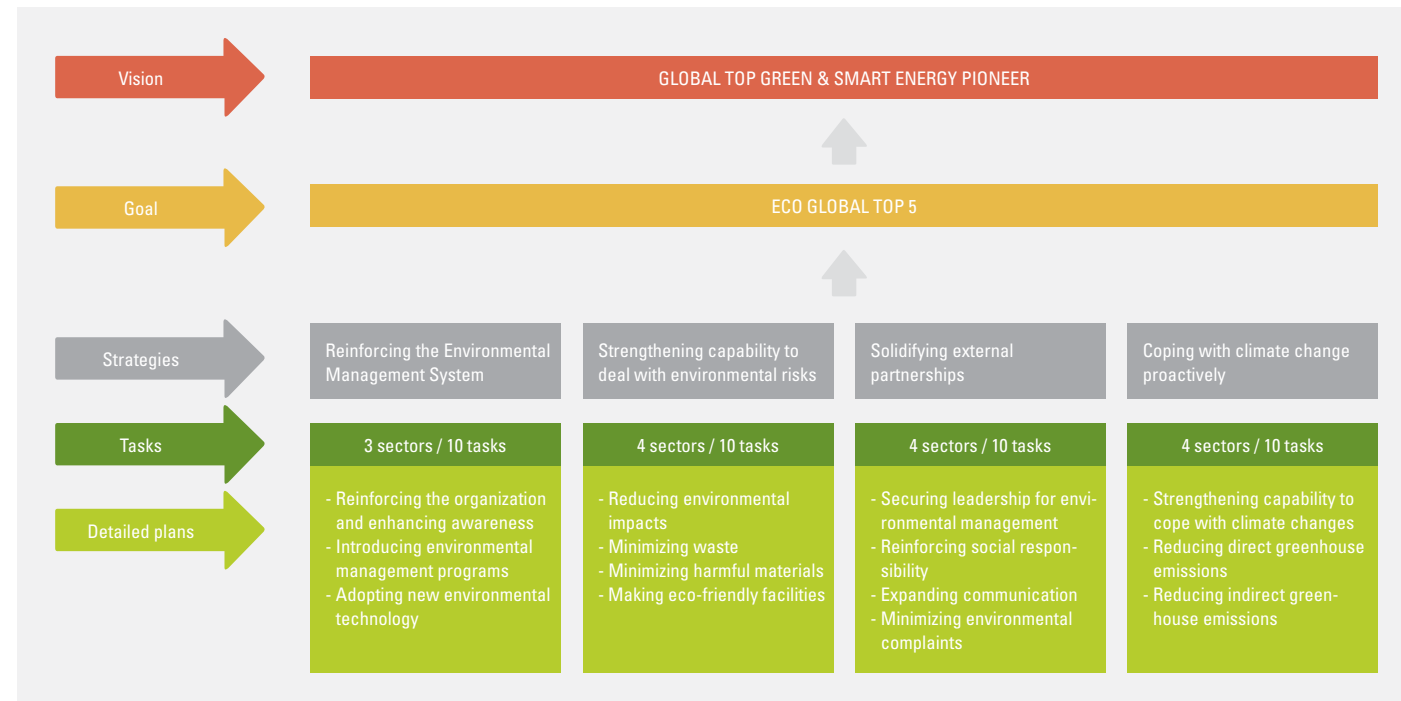 Vision
GLOBAL TOP GREEN & SMART ENERGY PIONEER
Goal
ECO GLOBAL TOP 5
Strategies
Reinforcing the Environmental
Management System
Strengthening capability to
deal with environmental risks
Solidifying external
partnerships
Coping with climate change
proactively
Tasks
3 sectors / 10 tasks
4 sectors / 10 tasks
4 sectors / 10 tasks
4 sectors / 10 tasks
Detailed plans
- Reinforcing the organization
and enhancing awareness
- Introducing environmental
management programs
- Adopting new environmental
technology
- Reducing environmental
impacts
- Minimizing waste
- Minimizing harmful materials
- Making eco-friendly facilities
- Securing leadership for envi-
ronmental management
- Reinforcing social respon-
sibility
- Expanding communication
- Minimizing environmental
complaints
- Strengthening capability to
cope with climate changes
- Reducing direct greenhouse
emissions
- Reducing indirect green-
house emissions